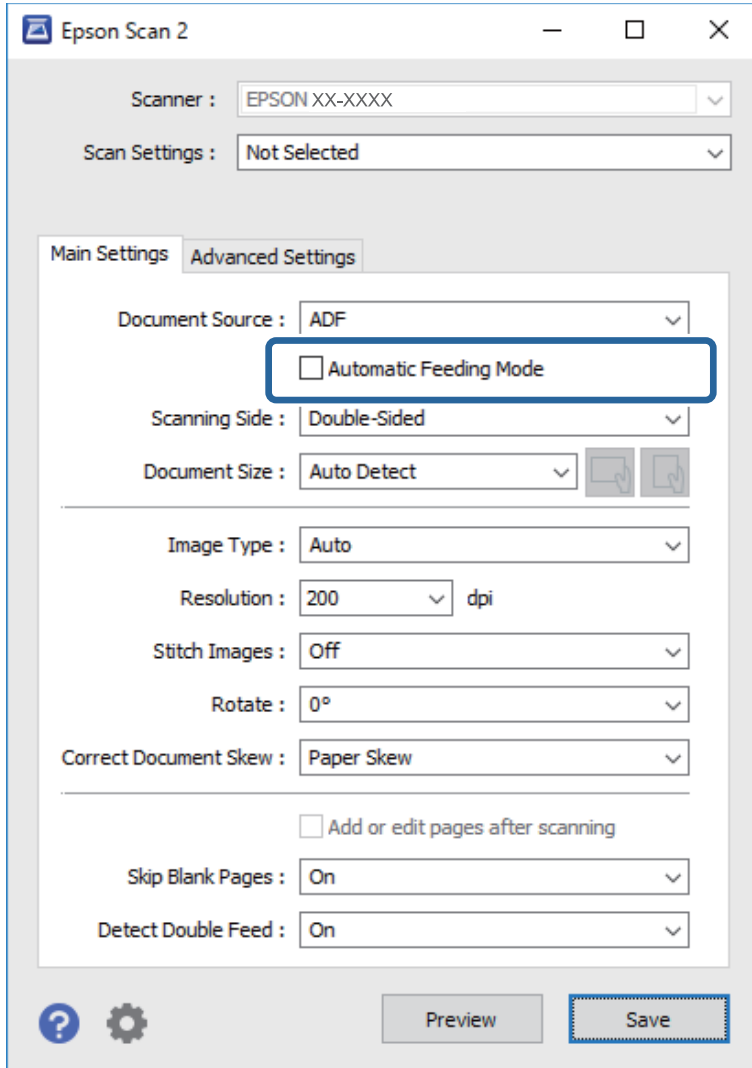 Epson Scan 2
Scanner : EPSON XX-XXXX
Scan Settings : Not Selected
Main Settings Advanced Settings
Document Source : ADF
Automatic Feeding Mode
Scanning Side : Double-Sided
Document Size : Auto Detect
Image Type : Auto
Resolution : 200 dpi
Stitch Images : Off
Rotate : 0°
Correct Document Skew : Paper Skew
Add or edit pages after scanning
Skip Blank Pages : On
Detect Double Feed : On
? Preview Save